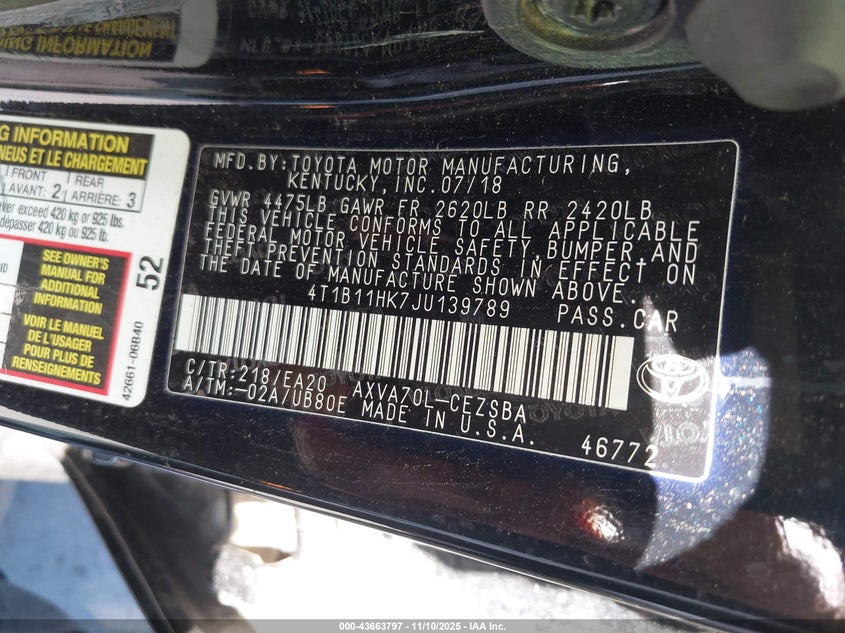 NG INFORMATION
NEUS ET LE CHARGEMENT
FRONT
AVANT: 2
REAR
ARRIÈRE: 3
ever exceed 420 kg or 925 lbs.
dépasser 420 kg ou 925 lb.
SEE OWNER'S
MANUAL FOR
ADDITIONAL
INFORMATION
VOIR LE MANUEL
DE L'USAGER
POUR PLUS DE
RENSEIGNEMENTS
52
42661-06B40
MFD.BY:TOYOTA MOTOR MANUFACTURING,
KENTUCKY,INC.07/18
GVWR 4475LB GAWR FR 2620LB RR 2420LB
THIS VEHICLE CONFORMS TO ALL APPLICABLE
FEDERAL MOTOR VEHICLE SAFETY,BUMPER,AND
THEFT PREVENTION STANDARDS IN EFFECT ON
THE DATE OF MANUFACTURE SHOWN ABOVE.
4T1B11HK7JU139789 PASS.CAR
C/TR:218/EA20 AXVA70L-CEZSBA
A/TM:-02A/UB80E MADE IN U.S.A.
46772
000-43663797 - 11/10/2025 - IAA Inc.